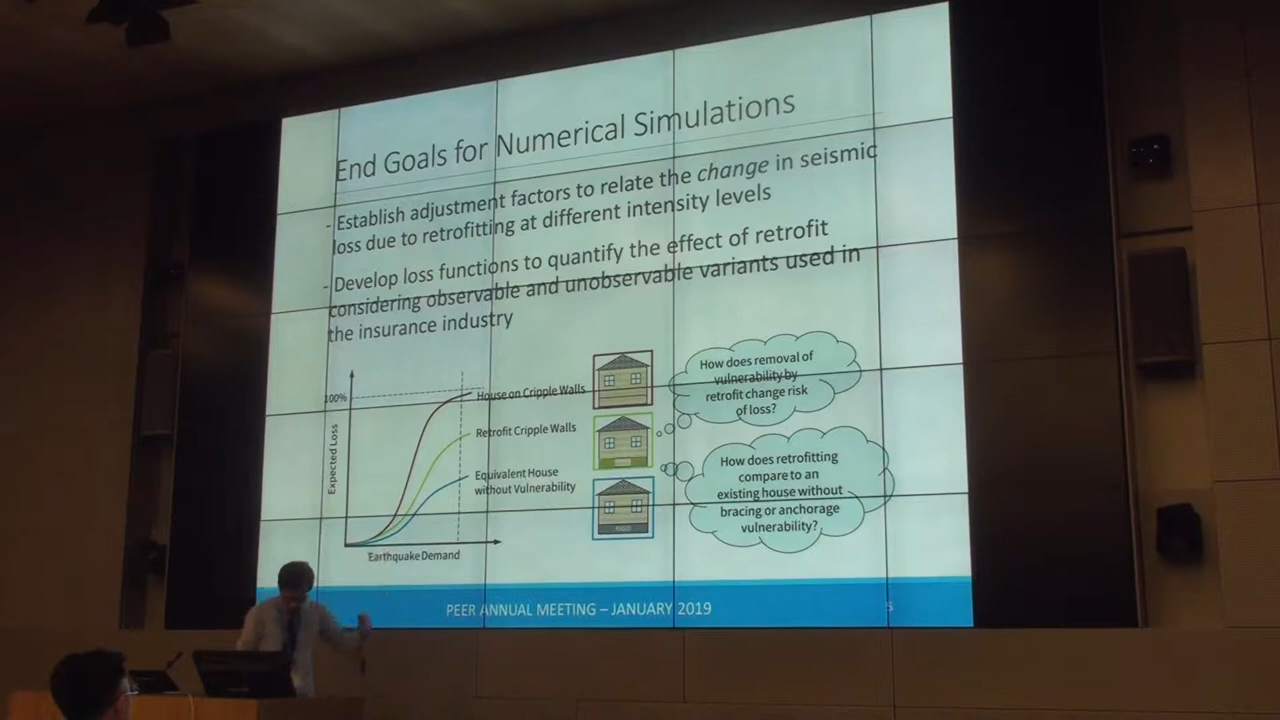 End Goals for Numerical Simulations
- Establish adjustment factors to relate the change in seismic
loss due to retrofitting at different intensity levels
- Develop loss functions to quantify the effect of retrofit
considering observable and unobservable variants used in
the insurance industry
100%
Expected Loss
Earthquake Demand
House on Cripple Walls
Retrofit Cripple Walls
Equivalent House
without Vulnerability
How does removal of
vulnerability by
retrofit change risk
of loss?
How does retrofitting
compare to an
existing house without
bracing or anchorage
vulnerability?
PEER ANNUAL MEETING – JANUARY 2019
5